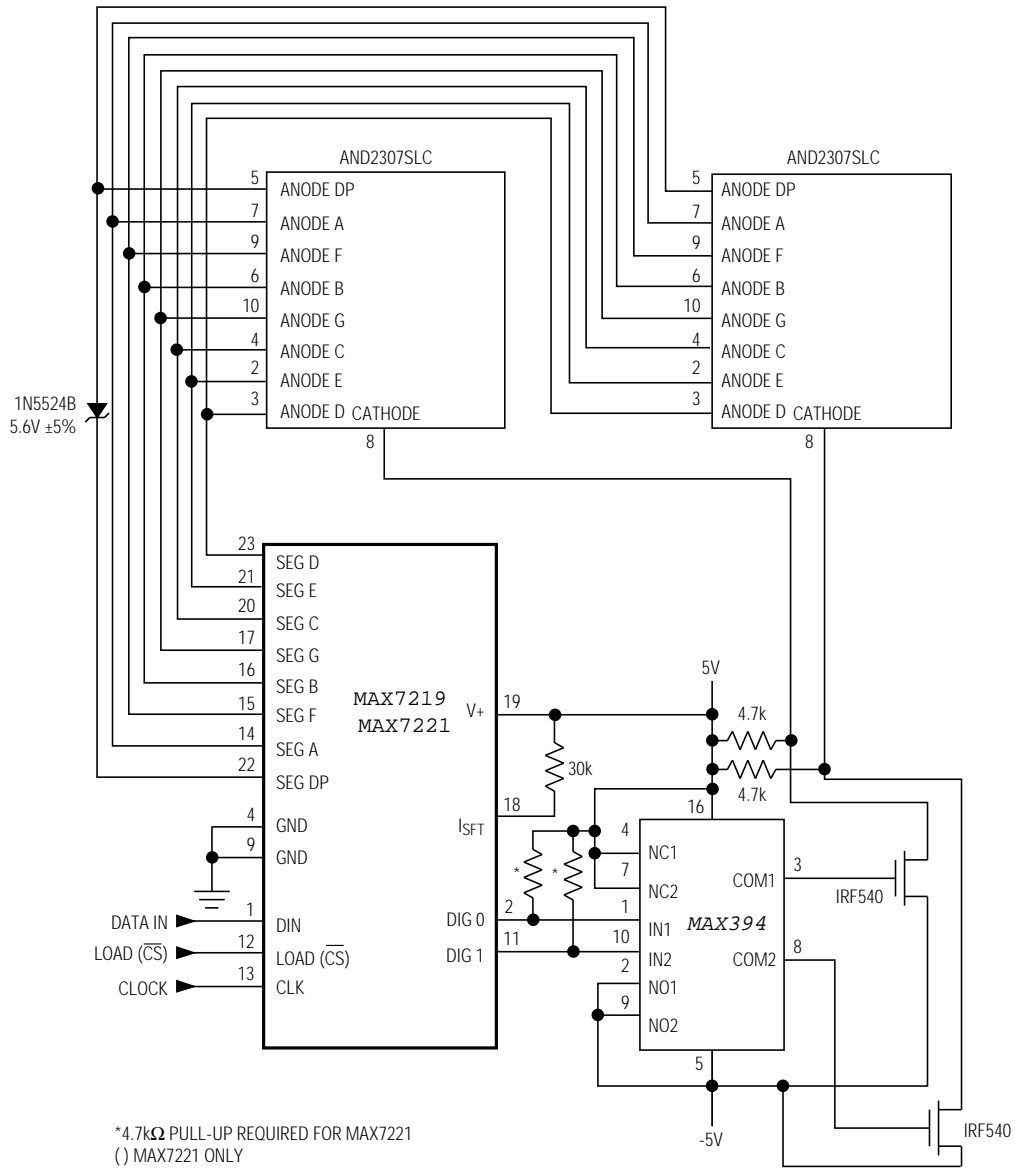 AND2307SLC
5
ANODE DP
7
ANODE A
9
ANODE F
6
ANODE B
10
ANODE G
4
ANODE C
2
ANODE E
3
ANODE D CATHODE
8
AND2307SLC
5
ANODE DP
7
ANODE A
9
ANODE F
6
ANODE B
10
ANODE G
4
ANODE C
2
ANODE E
3
ANODE D CATHODE
8
1N5524B
5.6V ±5%
23
SEG D
21
SEG E
20
SEG C
17
SEG G
16
SEG B
15
SEG F
14
SEG A
22
SEG DP
4
GND
9
GND
DATA IN
1
DIN
LOAD (C̅S̅)
12
LOAD (C̅S̅)
CLOCK
13
CLK
MAX7219
MAX7221
V+
19
ISFT
18
30k
DIG 0
2
DIG 1
11
*
*
5V
4.7k
4.7k
16
4
NC1
7
NC2
1
IN1
10
IN2
2
NO1
9
NO2
MAX394
COM1
3
COM2
8
5
-5V
IRF540
IRF540
*4.7kΩ PULL-UP REQUIRED FOR MAX7221
( ) MAX7221 ONLY